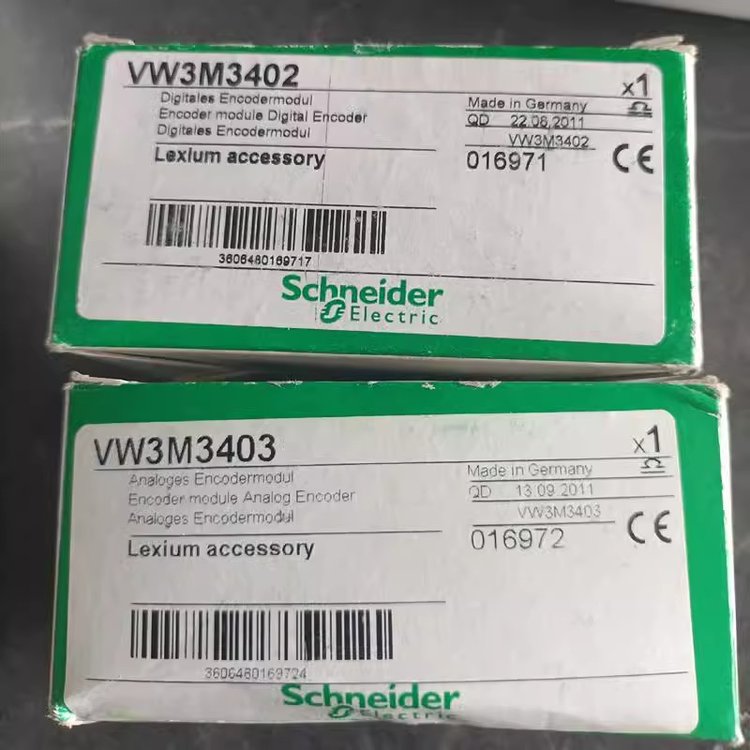 VW3M3402
x1
Digitales Encodermodul
Encoder module Digital Encoder
Digitales Encodermodul
Made in Germany
QD 22.08.2011
VW3M3402
Lexium accessory
016971
CE
3606480169717
Schneider
Electric
VW3M3403
x1
Analoges Encodermodul
Encoder module Analog Encoder
Analoges Encodermodul
Made in Germany
QD 13.09.2011
VW3M3403
Lexium accessory
016972
CE
3606480169724
Schneider
Electric